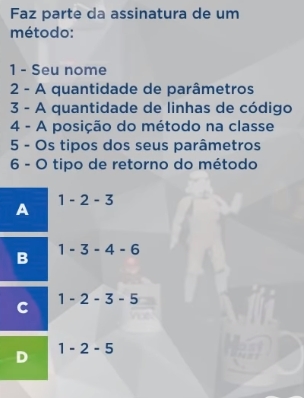 Faz parte da assinatura de um
método:
1 - Seu nome
2 - A quantidade de parâmetros
3 - A quantidade de linhas de código
4 - A posição do método na classe
5 - Os tipos dos seus parâmetros
6 - O tipo de retorno do método
A 1 - 2 - 3
B 1 - 3 - 4 - 6
C 1 - 2 - 3 - 5
D 1 - 2 - 5